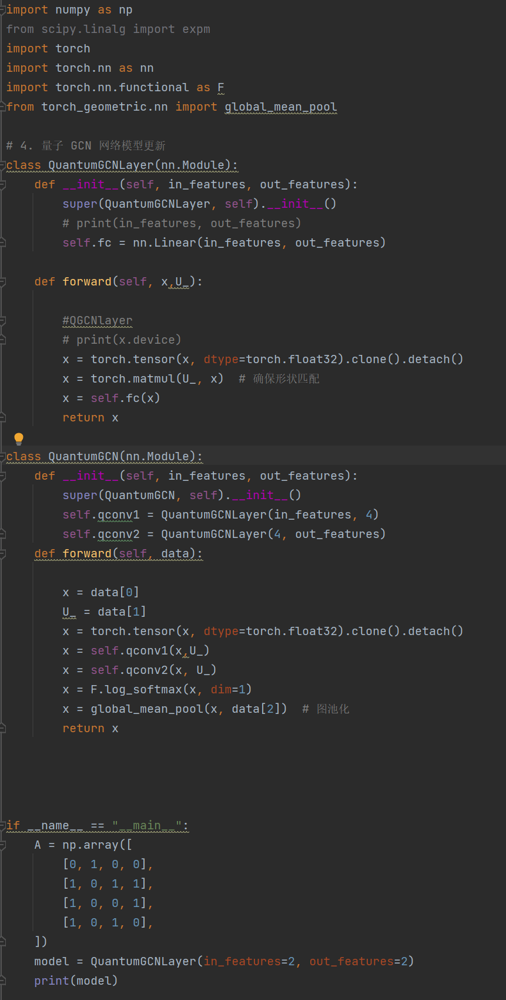 import numpy as np
from scipy.linalg import expm
import torch
import torch.nn as nn
import torch.nn.functional as F
from torch_geometric.nn import global_mean_pool

# 4. 量子 GCN 网络模型更新
class QuantumGCNLayer(nn.Module):
    def __init__(self, in_features, out_features):
        super(QuantumGCNLayer, self).__init__()
        # print(in_features, out_features)
        self.fc = nn.Linear(in_features, out_features)

    def forward(self, x,U_):

        #QGCNlayer
        # print(x.device)
        x = torch.tensor(x, dtype=torch.float32).clone().detach()
        x = torch.matmul(U_, x)  # 确保形状匹配
        x = self.fc(x)
        return x

class QuantumGCN(nn.Module):
    def __init__(self, in_features, out_features):
        super(QuantumGCN, self).__init__()
        self.qconv1 = QuantumGCNLayer(in_features, 4)
        self.qconv2 = QuantumGCNLayer(4, out_features)
    def forward(self, data):

        x = data[0]
        U_ = data[1]
        x = torch.tensor(x, dtype=torch.float32).clone().detach()
        x = self.qconv1(x,U_)
        x = self.qconv2(x, U_)
        x = F.log_softmax(x, dim=1)
        x = global_mean_pool(x, data[2])  # 图池化
        return x

if __name__ == "__main__":
    A = np.array([
        [0, 1, 0, 0],
        [1, 0, 1, 1],
        [1, 0, 0, 1],
        [1, 0, 1, 0],
    ])
    model = QuantumGCNLayer(in_features=2, out_features=2)
    print(model)